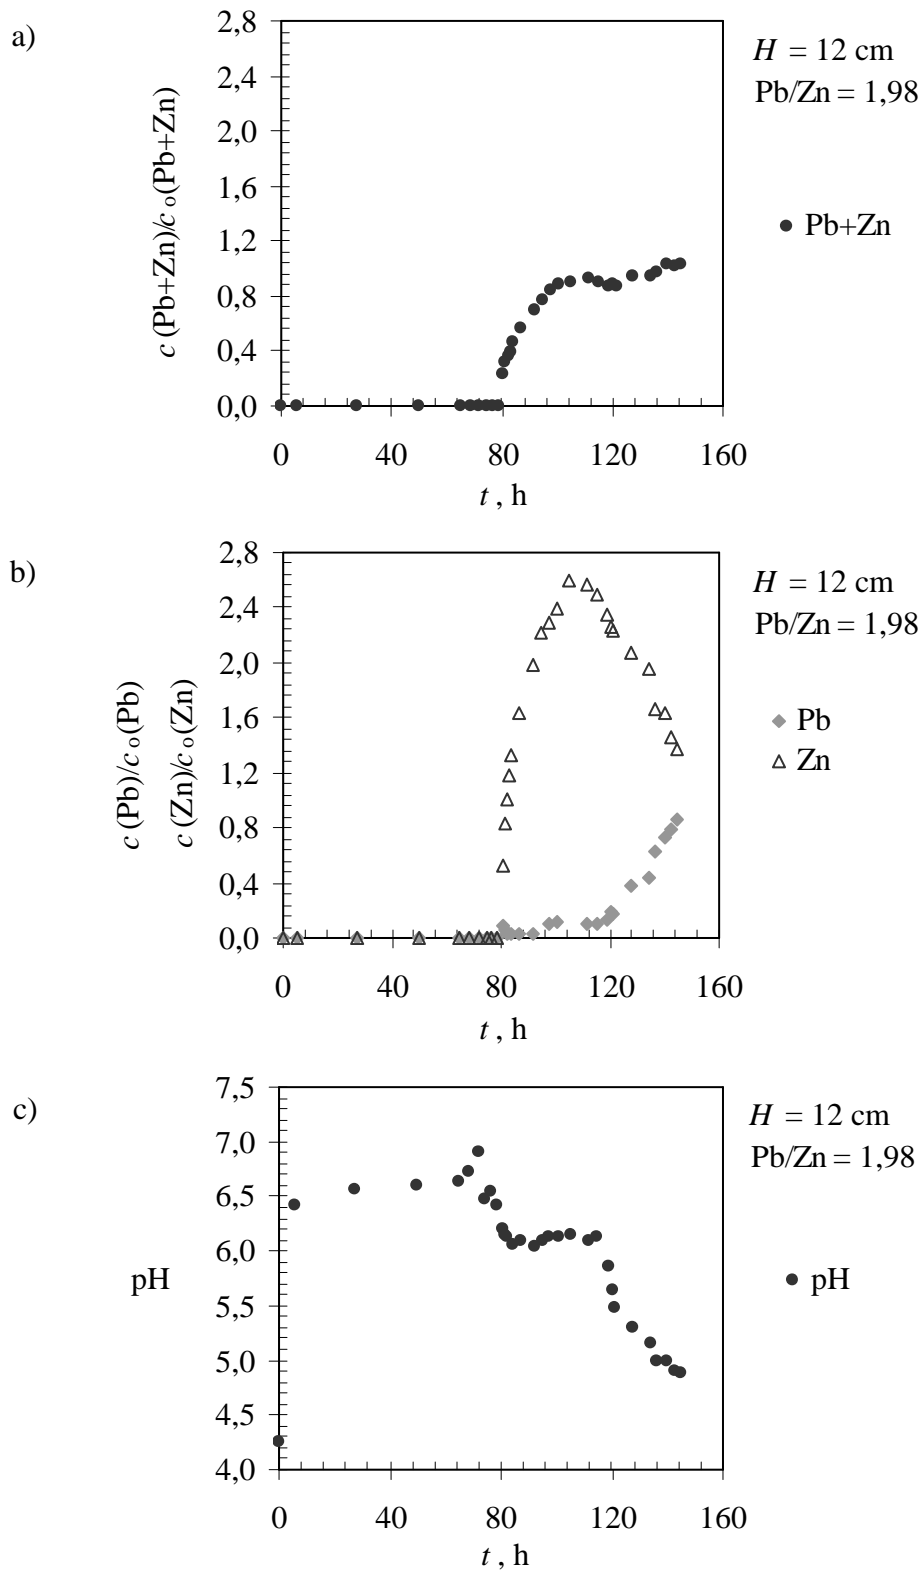 a)
2,8
2,4
2,0
1,6
1,2
0,8
0,4
0,0
c (Pb+Zn)/c o(Pb+Zn)
0 40 80 120 160
t , h
H = 12 cm
Pb/Zn = 1,98
Pb+Zn
b)
2,8
2,4
2,0
1,6
1,2
0,8
0,4
0,0
c (Pb)/c o(Pb)
c (Zn)/c o(Zn)
0 40 80 120 160
t , h
H = 12 cm
Pb/Zn = 1,98
Pb
Zn
c)
7,5
7,0
6,5
6,0
5,5
5,0
4,5
4,0
pH
0 40 80 120 160
t , h
H = 12 cm
Pb/Zn = 1,98
pH